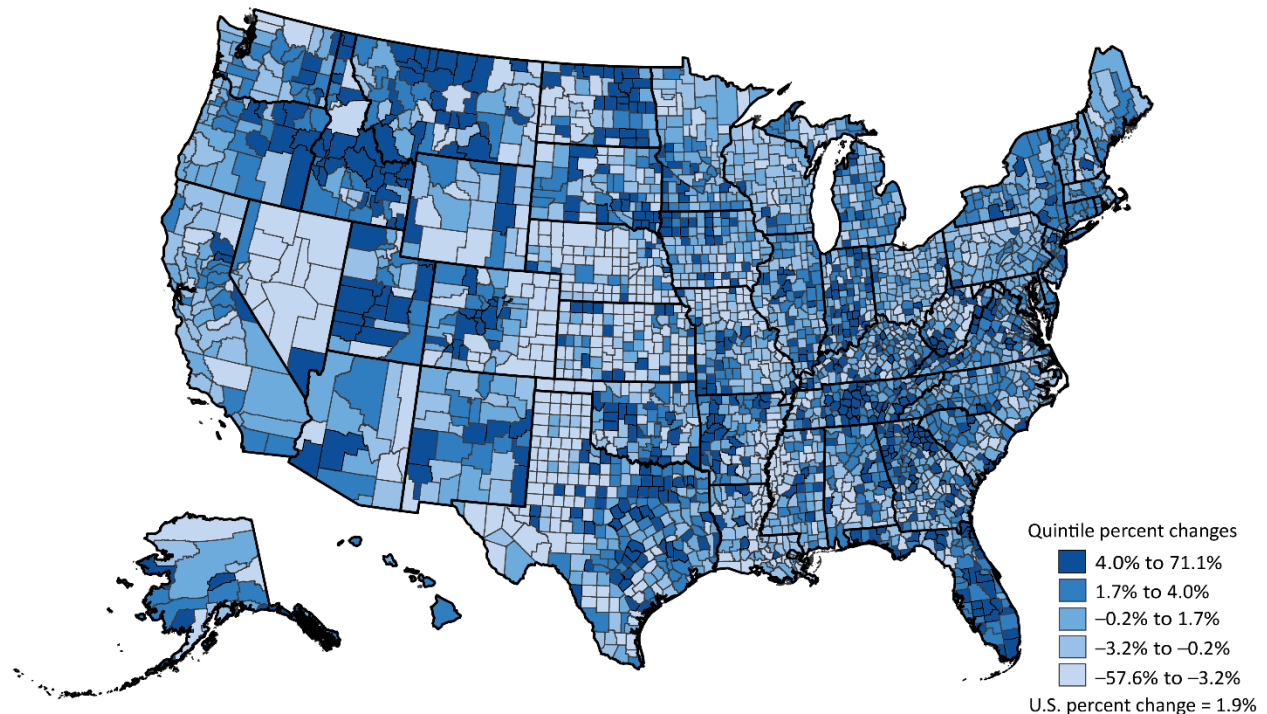 Quintile percent changes
4.0% to 71.1%
1.7% to 4.0%
–0.2% to 1.7%
–3.2% to –0.2%
–57.6% to –3.2%
U.S. percent change = 1.9%